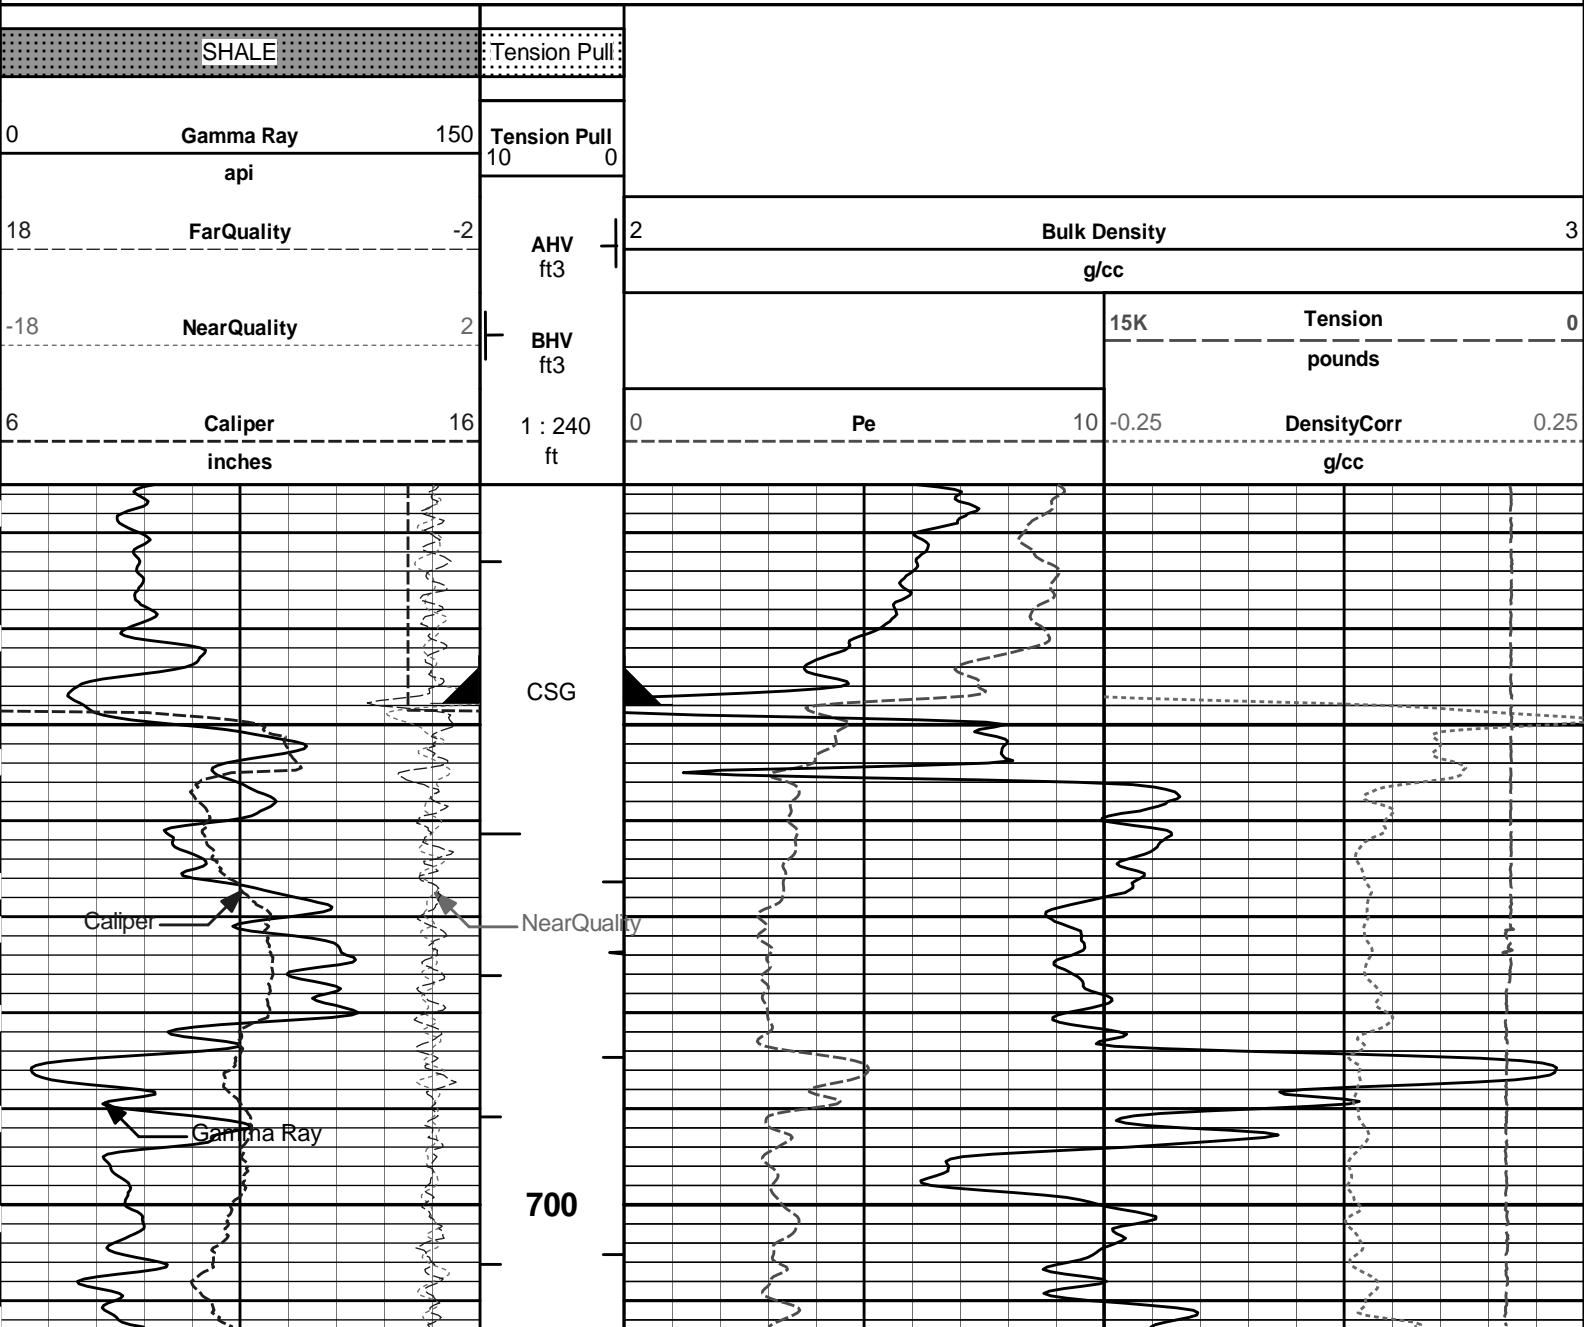 SHALE
Tension Pull
0 Gamma Ray 150
api
Tension Pull
10 0
18 FarQuality -2
AHV
ft3
2 Bulk Density 3
g/cc
-18 NearQuality 2
BHV
ft3
15K Tension 0
pounds
6 Caliper 16
inches
1 : 240
ft
0 Pe 10
-0.25 DensityCorr 0.25
g/cc
CSG
Caliper
NearQuality
Gamma Ray
700